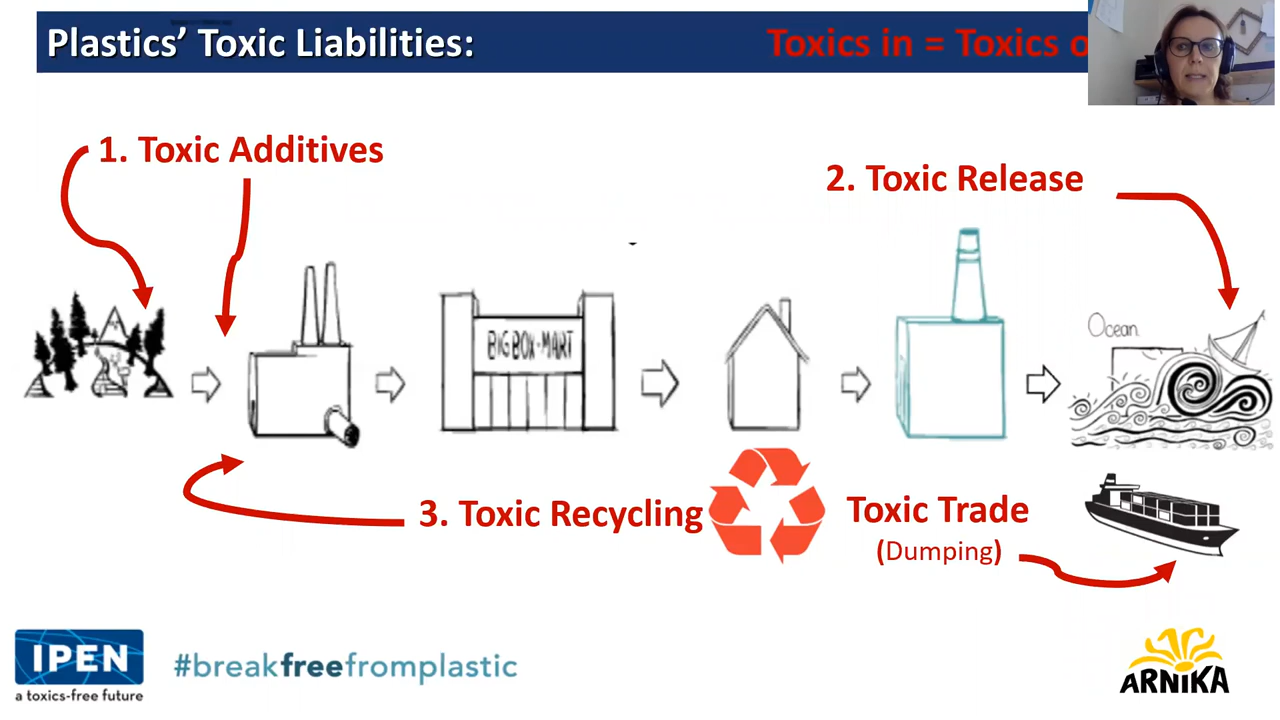 Plastics’ Toxic Liabilities:
Toxics in = Toxics o
1. Toxic Additives
2. Toxic Release
BIG BOX-MART
Ocean
3. Toxic Recycling
Toxic Trade
(Dumping)
IPEN
a toxics-free future
#breakfreefromplastic
ARNIKA